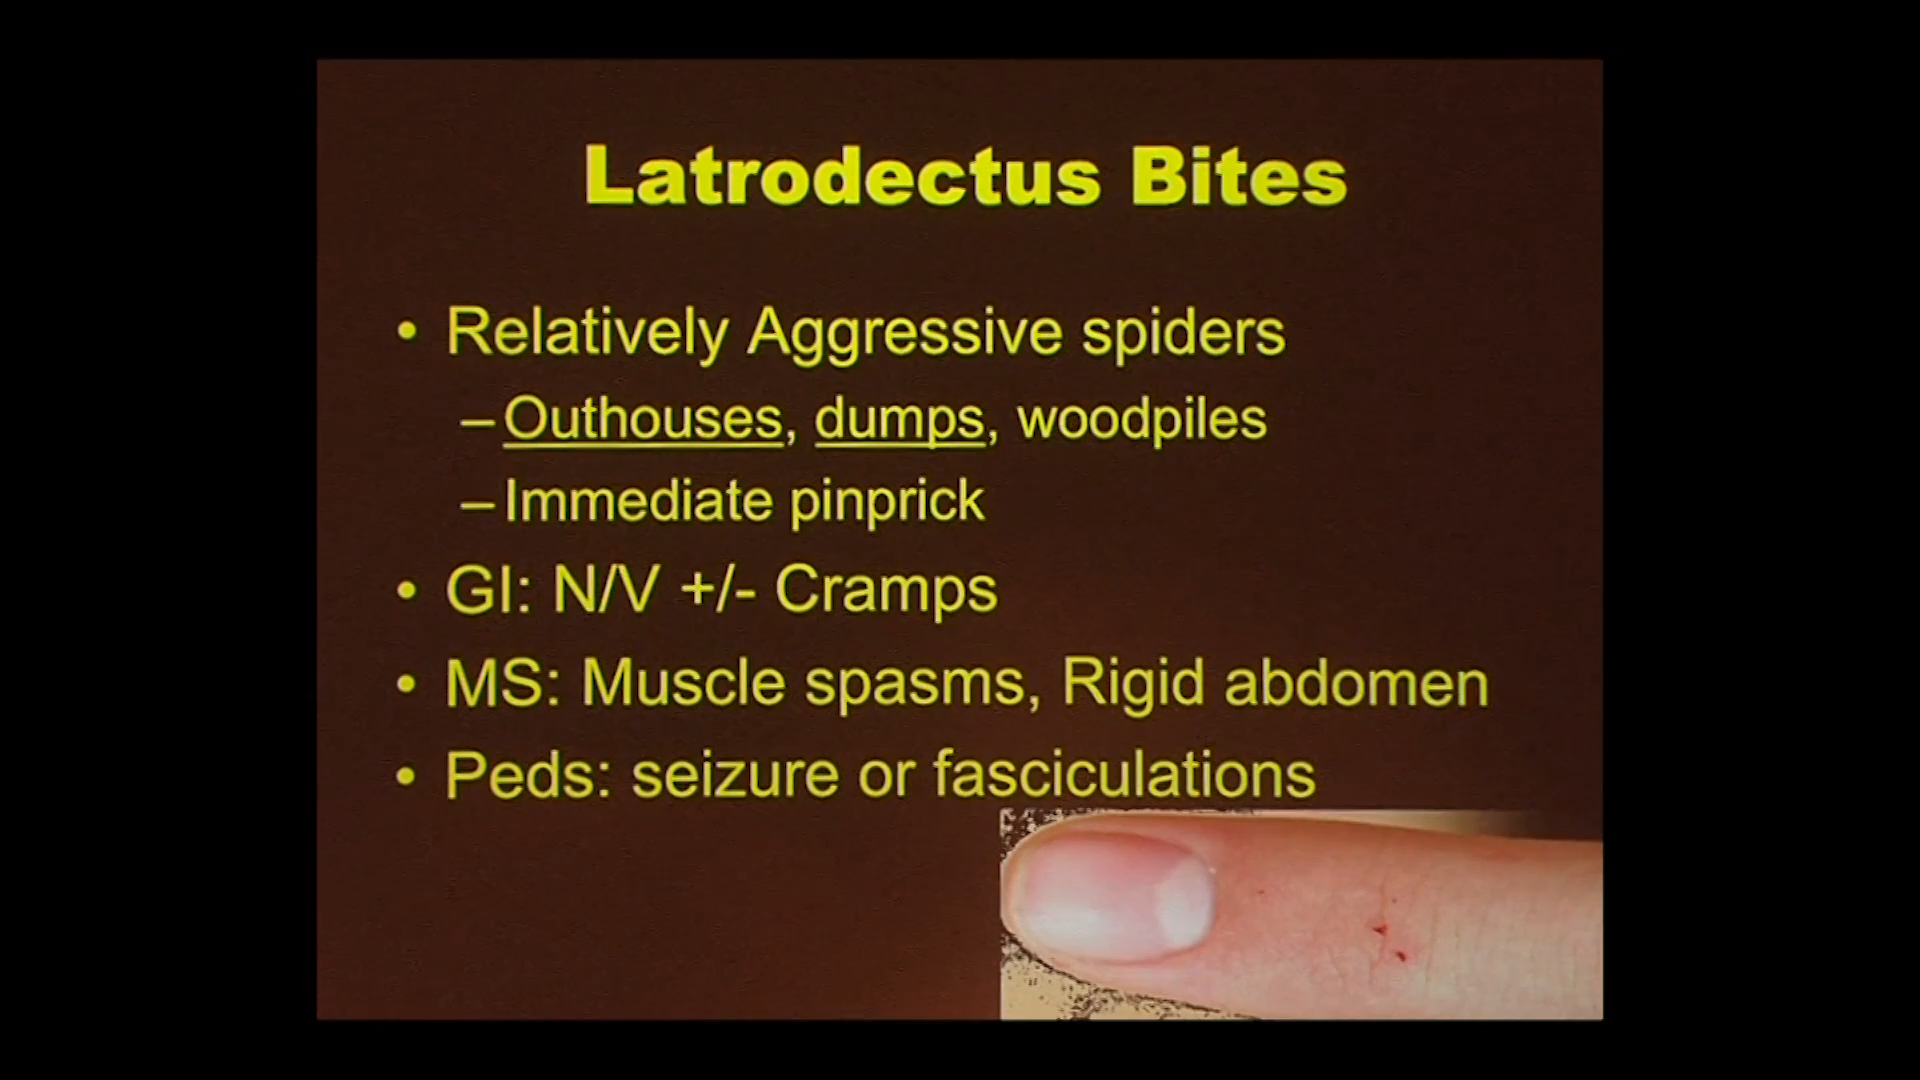 Latrodectus Bites
• Relatively Aggressive spiders
– Outhouses, dumps, woodpiles
– Immediate pinprick
• GI: N/V +/- Cramps
• MS: Muscle spasms, Rigid abdomen
• Peds: seizure or fasciculations